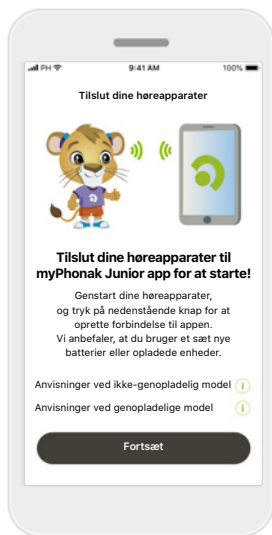 PH 9:41 AM 100%
Tilslut dine høreapparater
Tilslut dine høreapparater til
myPhonak Junior app for at starte!
Genstart dine høreapparater,
og tryk på nedenstående knap for at
oprette forbindelse til appen.
Vi anbefaler, at du bruger et sæt nye
batterier eller opladede enheder.
Anvisninger ved ikke-genopladelig model i
Anvisninger ved genopladelige model i
Fortsæt